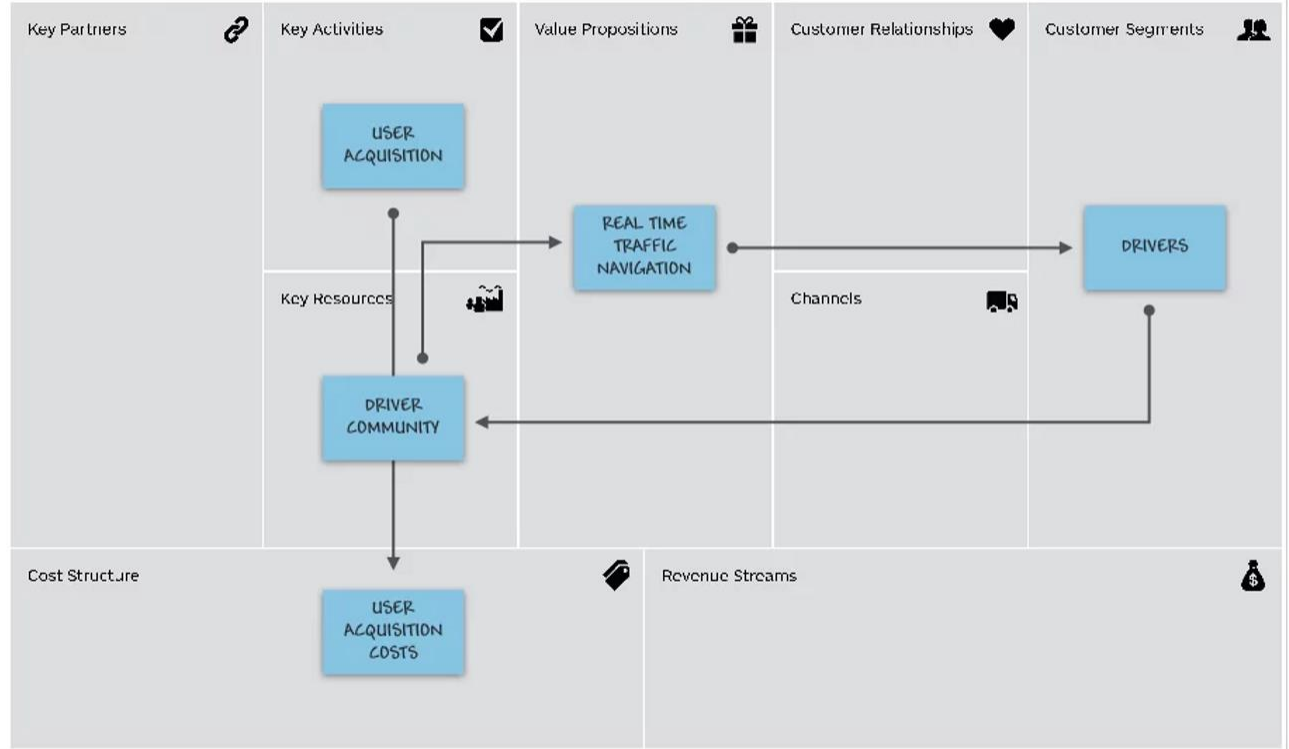 Key Partners
Key Activities
Value Propositions
Customer Relationships
Customer Segments
USER
ACQUISITION
REAL TIME
TRAFFIC
NAVIGATION
DRIVERS
Key Resources
Channels
DRIVER
COMMUNITY
Cost Structure
Revenue Streams
USER
ACQUISITION
COSTS
$